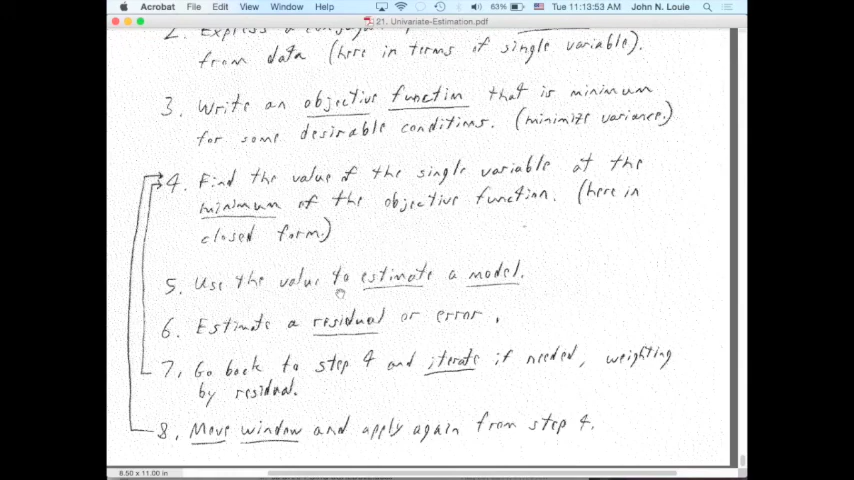 Acrobat File Edit View Window Help 63% Tue 11:13:53 AM John N. Louie
21. Univariate-Estimation.pdf
2. Express a
from data (here in terms of single variable).
3. Write an objective function that is minimum
for some desirable conditions. (minimize variance.)
4. Find the value of the single variable at the
minimum of the objective function. (here in
closed form.)
5. Use the value to estimate a model.
6. Estimate a residual or error.
7. Go back to step 4 and iterate if needed, weighting
by residual.
8. Move window and apply again from step 4.
8.50 x 11.00 in